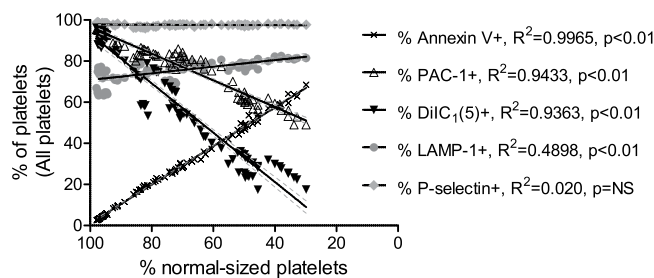 % of platelets
(All platelets)
100
80
60
40
20
0
100
80
60
40
20
0
% normal-sized platelets
% Annexin V+, R²=0.9965, p<0.01
% PAC-1+, R²=0.9433, p<0.01
% DiIC₁(5)+, R²=0.9363, p<0.01
% LAMP-1+, R²=0.4898, p<0.01
% P-selectin+, R²=0.020, p=NS